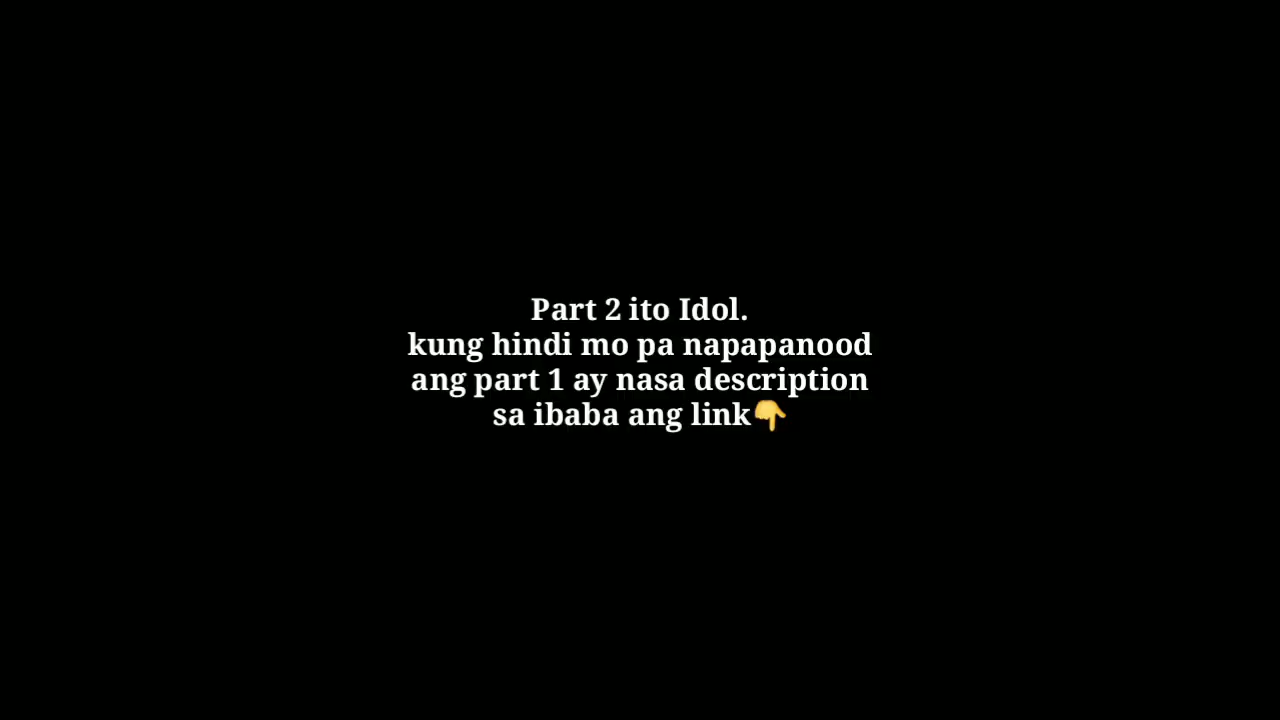 Part 2 ito Idol.
kung hindi mo pa napapanood
ang part 1 ay nasa description
sa ibaba ang link👇